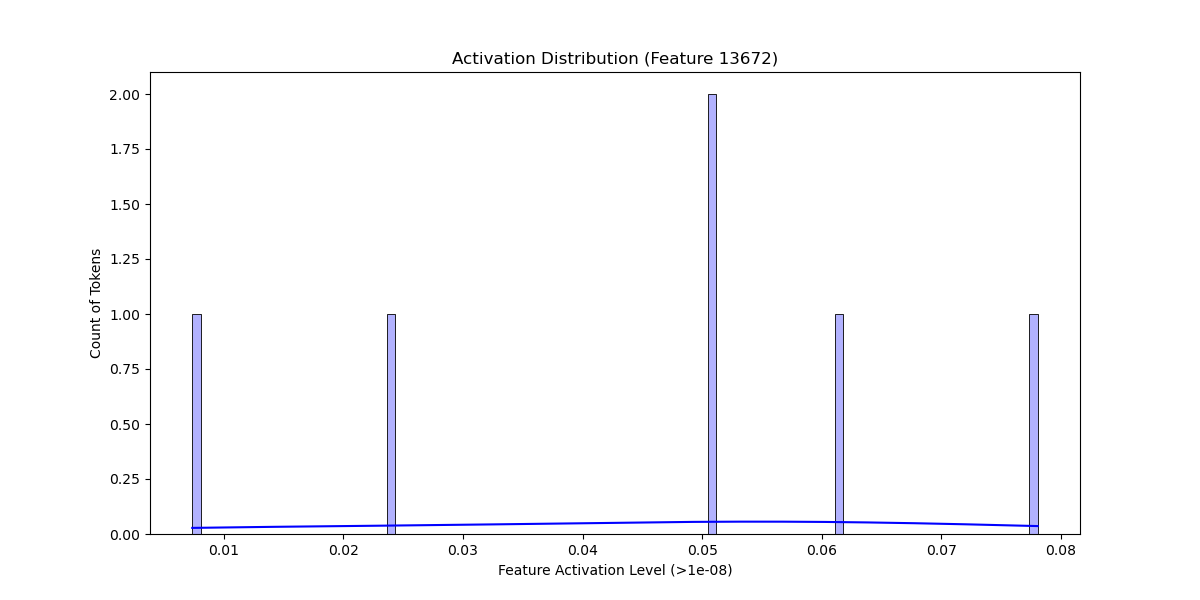 Activation Distribution (Feature 13672)
2.00
1.75
1.50
1.25
1.00
0.75
0.50
0.25
0.00
Count of Tokens
0.01 0.02 0.03 0.04 0.05 0.06 0.07 0.08
Feature Activation Level (>1e-08)